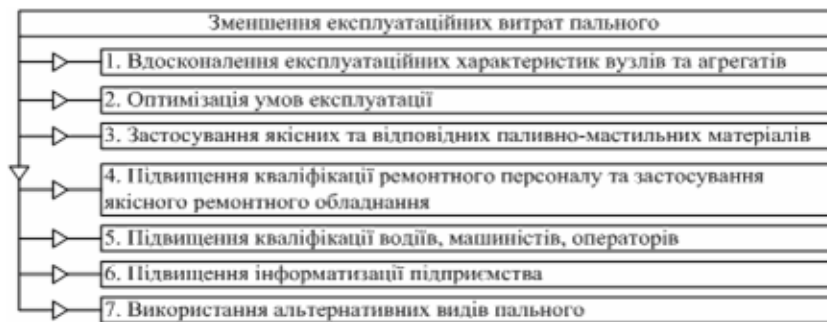 Зменшення експлуатаційних витрат пального
1. Вдосконалення експлуатаційних характеристик вузлів та агрегатів
2. Оптимізація умов експлуатації
3. Застосування якісних та відповідних паливно-мастильних матеріалів
4. Підвищення кваліфікації ремонтного персоналу та застосування
якісного ремонтного обладнання
5. Підвищення кваліфікації водіїв, машиністів, операторів
6. Підвищення інформатизації підприємства
7. Використання альтернативних видів пального